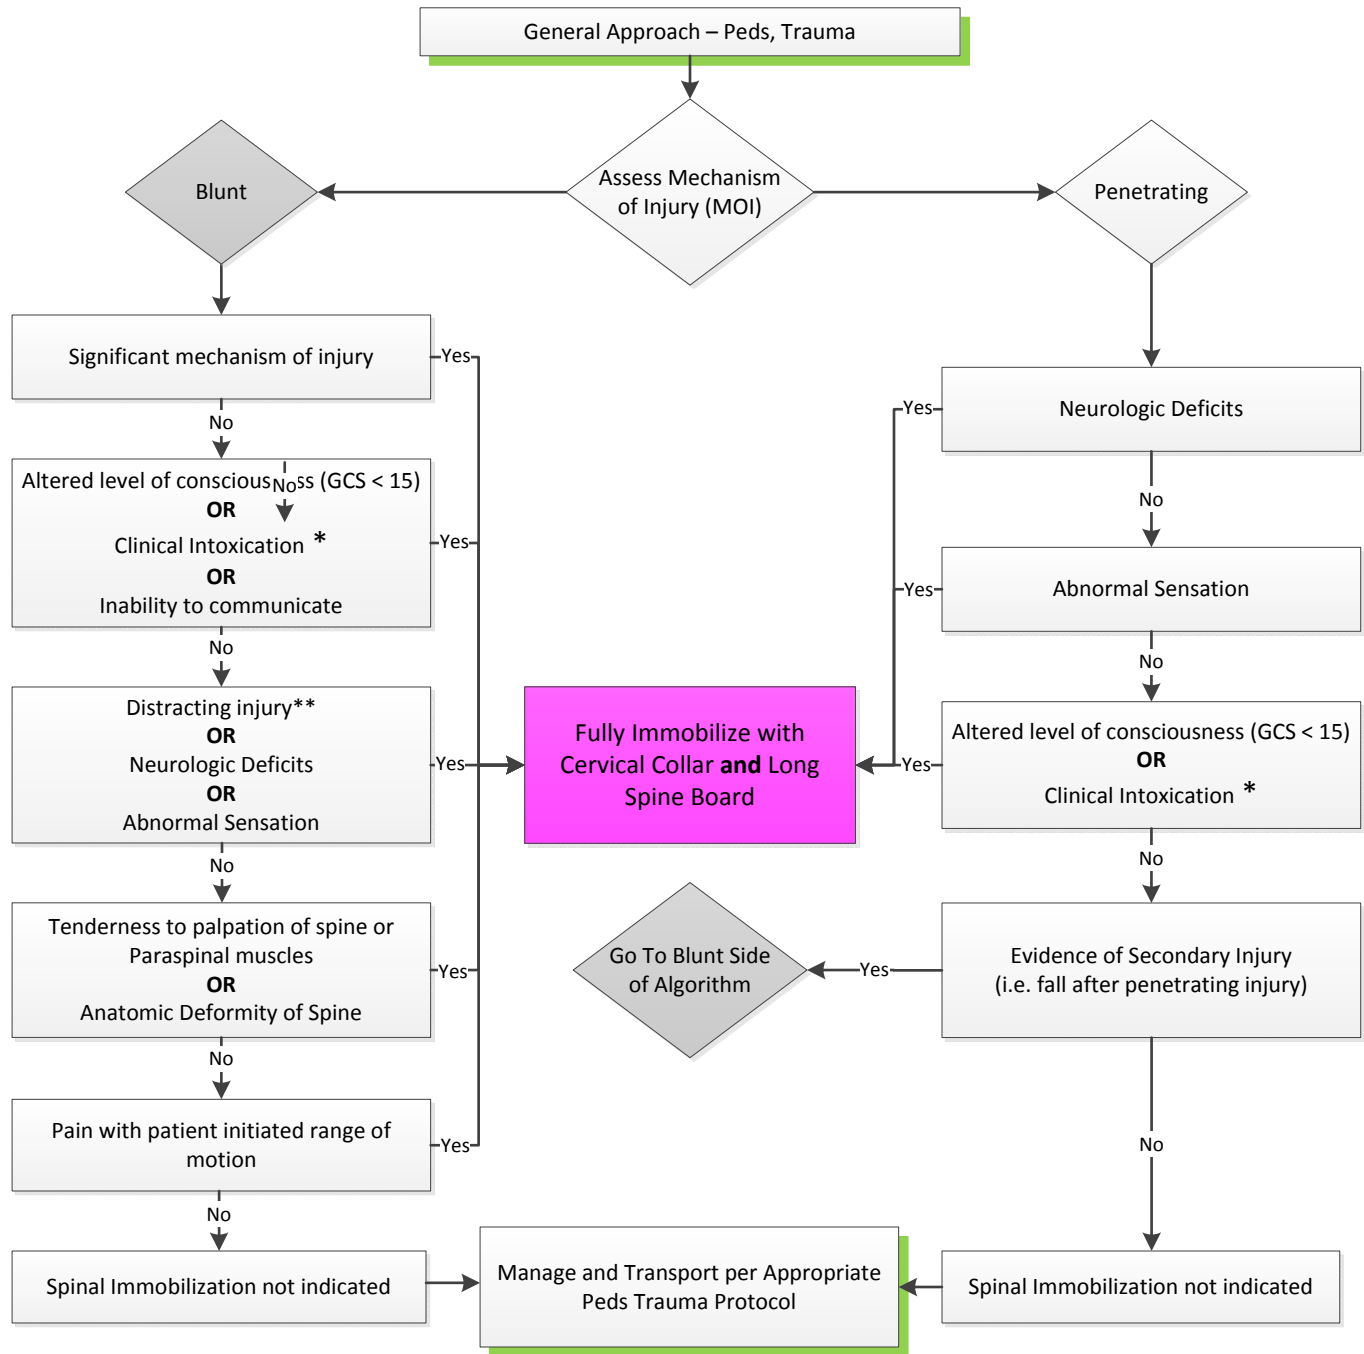 General Approach – Peds, Trauma
Assess Mechanism
of Injury (MOI)
Blunt
Penetrating
Significant mechanism of injury
Yes
No
Altered level of consciousness (GCS < 15)
No
OR
Clinical Intoxication *
OR
Inability to communicate
Yes
No
Distracting injury**
OR
Neurologic Deficits
OR
Abnormal Sensation
Yes
No
Tenderness to palpation of spine or
Paraspinal muscles
OR
Anatomic Deformity of Spine
Yes
No
Pain with patient initiated range of
motion
Yes
No
Spinal Immobilization not indicated
Fully Immobilize with
Cervical Collar and Long
Spine Board
Go To Blunt Side
of Algorithm
Manage and Transport per Appropriate
Peds Trauma Protocol
Neurologic Deficits
Yes
No
Abnormal Sensation
Yes
No
Altered level of consciousness (GCS < 15)
OR
Clinical Intoxication *
Yes
No
Evidence of Secondary Injury
(i.e. fall after penetrating injury)
Yes
No
Spinal Immobilization not indicated